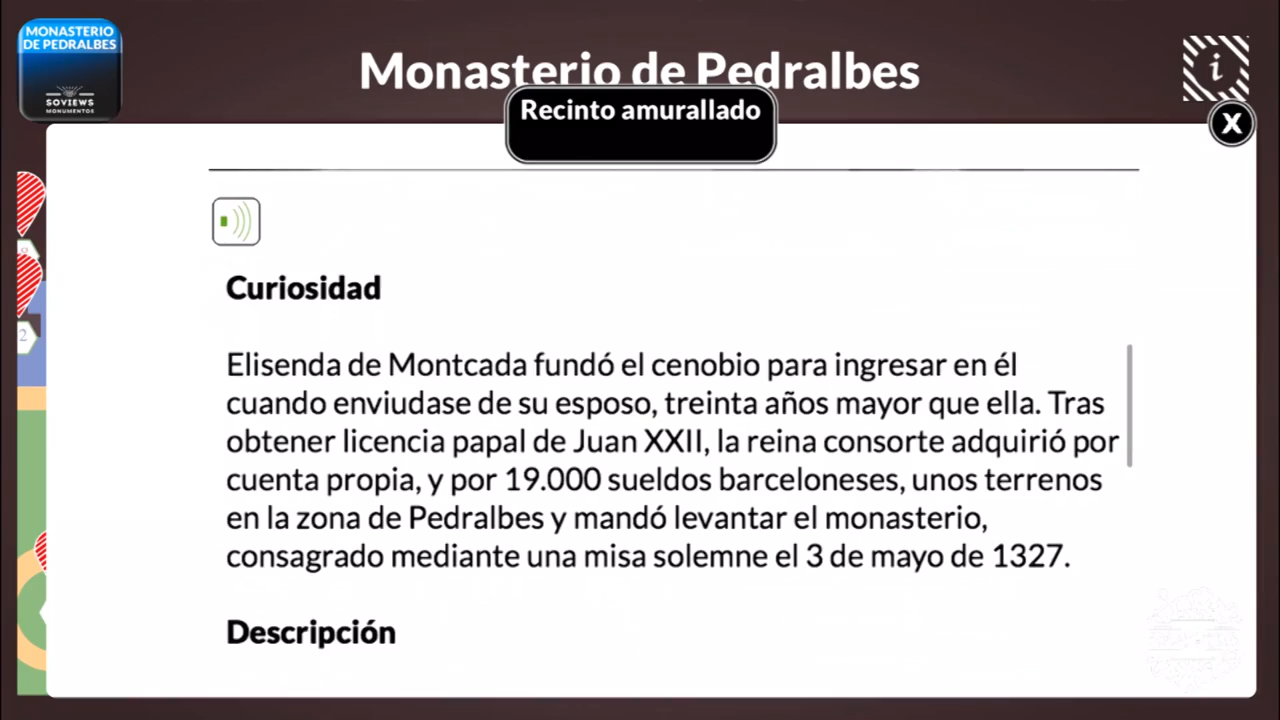 MONASTERIO
DE PEDRALBES
SOVIEWS
MONUMENTOS
Monasterio de Pedralbes
i
Recinto amurallado
X
2
Curiosidad
Elisenda de Montcada fundó el cenobio para ingresar en él
cuando enviudase de su esposo, treinta años mayor que ella. Tras
obtener licencia papal de Juan XXII, la reina consorte adquirió por
cuenta propia, y por 19.000 sueldos barceloneses, unos terrenos
en la zona de Pedralbes y mandó levantar el monasterio,
consagrado mediante una misa solemne el 3 de mayo de 1327.
Descripción